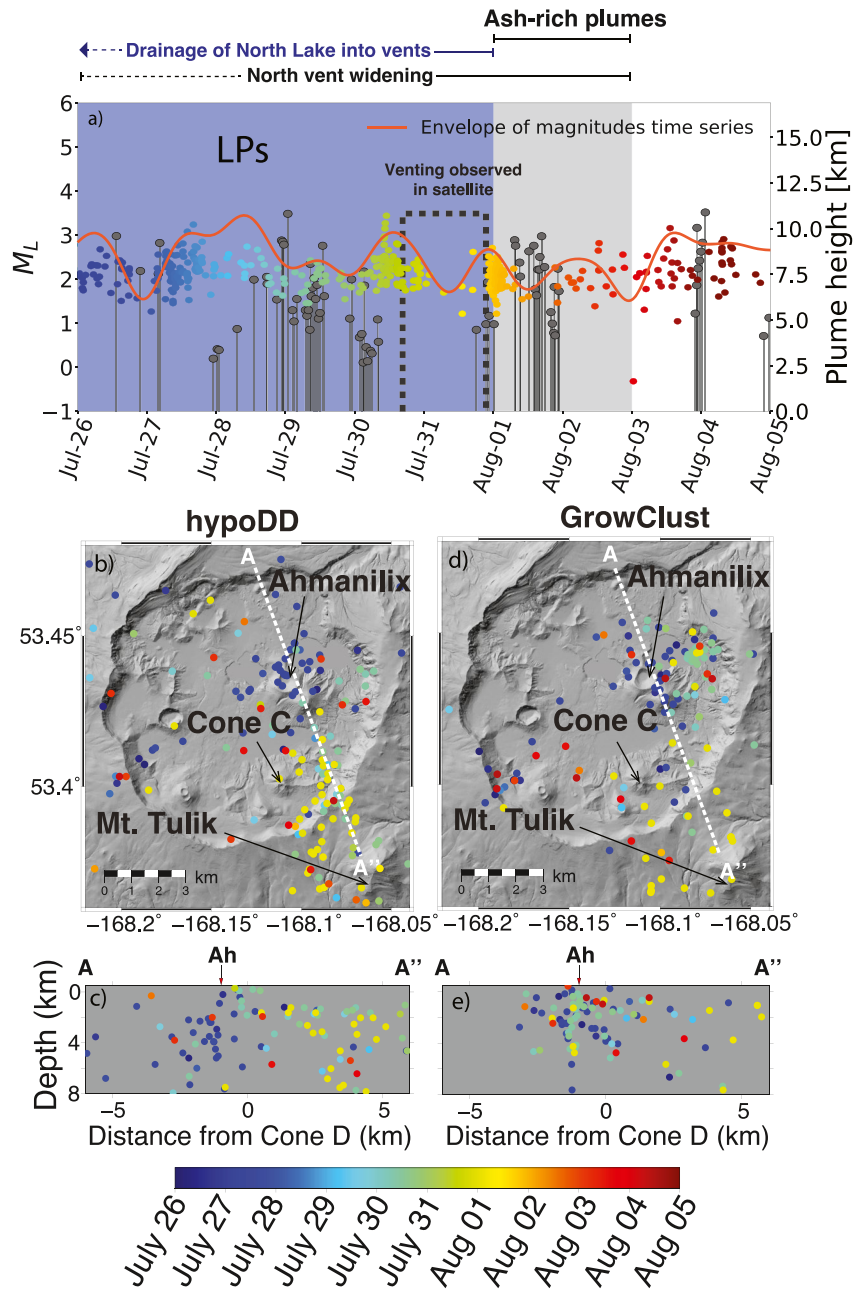 Ash-rich plumes
Drainage of North Lake into vents
North vent widening
a)
LPs
Envelope of magnitudes time series
Venting observed
in satellite
6
5
4
3
2
1
0
−1
M_L
15.0
12.5
10.0
7.5
5.0
2.5
0.0
Plume height [km]
Jul-26
Jul-27
Jul-28
Jul-29
Jul-30
Jul-31
Aug-01
Aug-02
Aug-03
Aug-04
Aug-05
hypoDD
GrowClust
b)
A
Ahmanilix
Cone C
Mt. Tulik
A''
km
0 1 2 3
53.45°
53.4°
−168.2° −168.15° −168.1° −168.05°
d)
A
Ahmanilix
Cone C
Mt. Tulik
A''
km
0 1 2 3
−168.2° −168.15° −168.1° −168.05°
A Ah A''
c)
0
4
8
Depth (km)
−5 0 5
Distance from Cone D (km)
A Ah A''
e)
−5 0 5
Distance from Cone D (km)
July 26
July 27
July 28
July 29
July 30
July 31
Aug 01
Aug 02
Aug 03
Aug 04
Aug 05